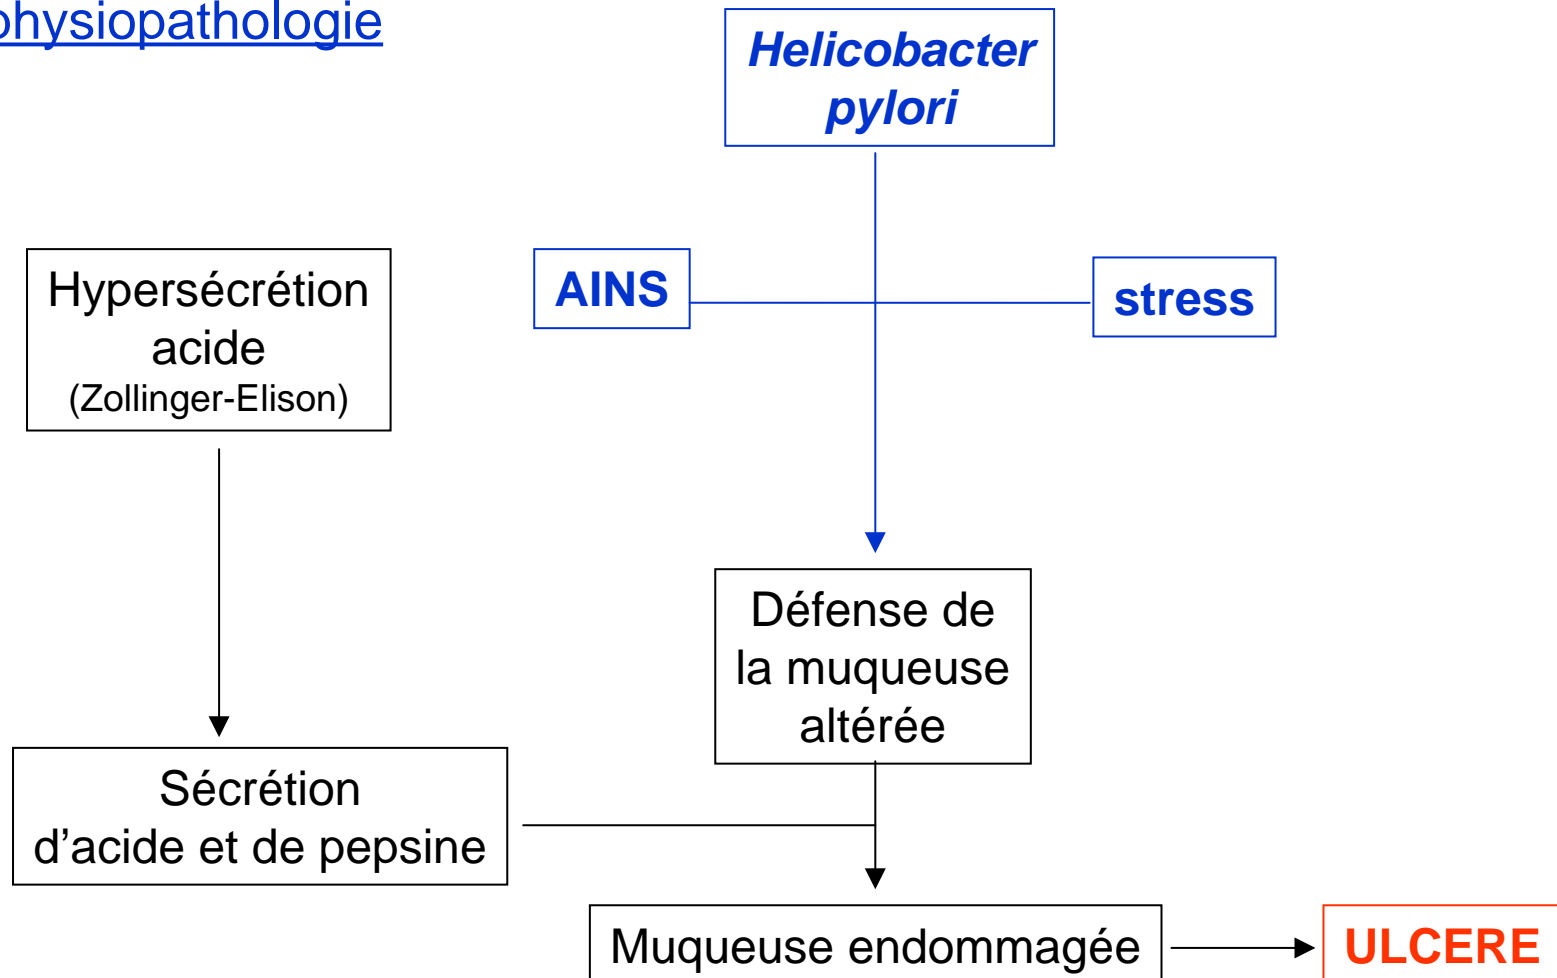 physiopathologie
Helicobacter
pylori
AINS
stress
Hypersécrétion
acide
(Zollinger-Elison)
Défense de
la muqueuse
altérée
Sécrétion
d'acide et de pepsine
Muqueuse endommagée
ULCERE